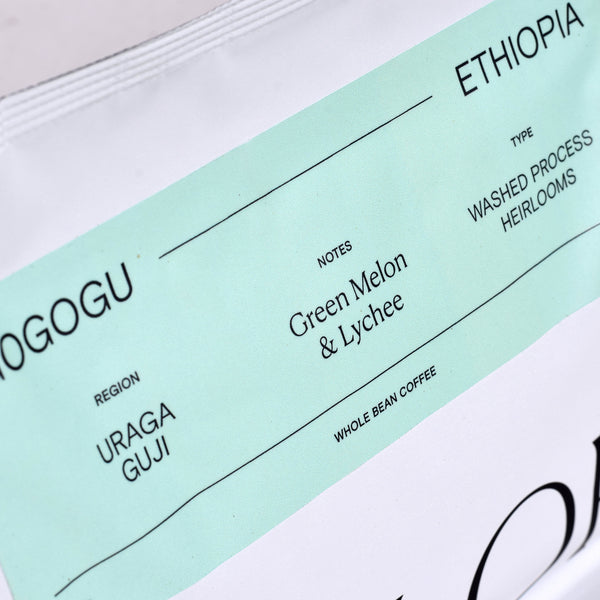 ETHIOPIA
REGION
URAGA
GUJI
NOTES
Green Melon
& Lychee
TYPE
WASHED PROCESS
HEIRLOOMS
WHOLE BEAN COFFEE